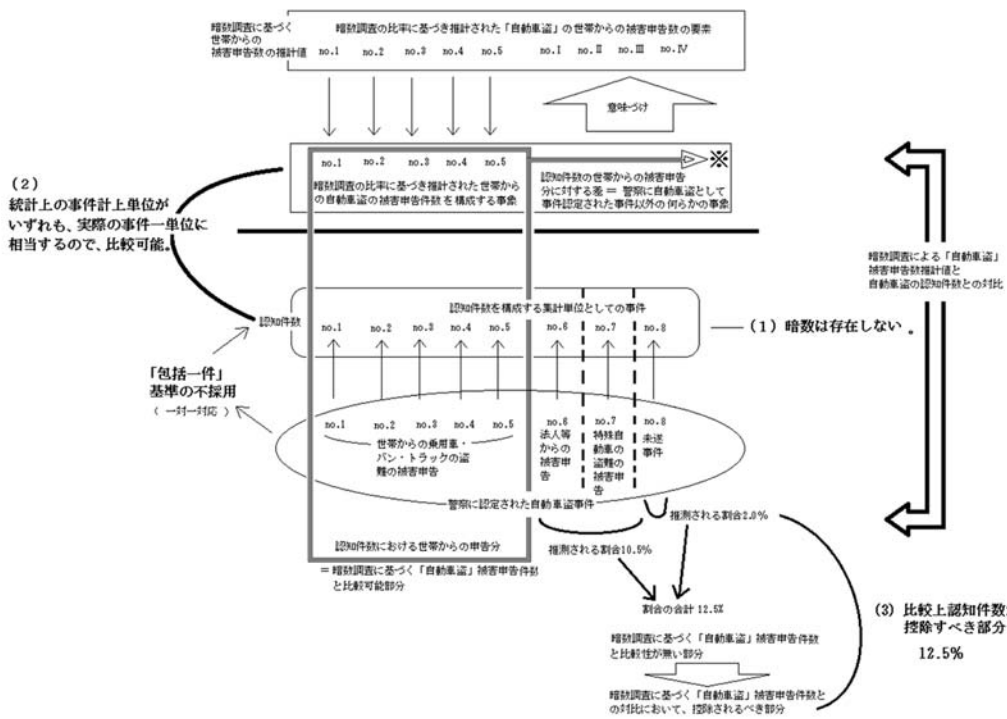 暗数調査に基づく
世帯からの
被害申告数の推計値
暗数調査の比率に基づき推計された「自動車盗」の世帯からの被害申告数の要素
no.1 no.2 no.3 no.4 no.5 no.Ⅰ no.Ⅱ no.Ⅲ no.Ⅳ
意味づけ
no.1 no.2 no.3 no.4 no.5
※
暗数調査の比率に基づき推計された世帯から
の自動車盗の被害申告件数を構成する事象
認知件数の世帯からの被害申告
分に対する差 = 警察に自動車盗として
事件認定された事件以外の何らかの事象
(2)
統計上の事件計上単位が
いずれも、実際の事件一単位に
相当するので、比較可能。
暗数調査による「自動車盗」
被害申告数推計値と
自動車盗の認知件数との対比
認知件数
認知件数を構成する集計単位としての事件
no.1 no.2 no.3 no.4 no.5 no.6 no.7 no.8
(1) 暗数は存在しない 。
「包括一件」
基準の不採用
( 一対一対応 )
no.1 no.2 no.3 no.4 no.5
世帯からの乗用車・
バン・トラックの盗
難の被害申告
no.6
法人等
からの
被害申
告
no.7
特殊自
動車の
盗難の
被害申
告
no.8
未遂
事件
警察に認定された自動車盗事件
推測される割合2.0%
推測される割合10.5%
認知件数における世帯からの申告分
= 暗数調査に基づく「自動車盗」被害申告件数
と比較可能部分
割合の合計 12.5%
(3) 比較上認知件数
控除すべき部分
12.5%
暗数調査に基づく「自動車盗」被害申告件数
と比較性が無い部分
暗数調査に基づく「自動車盗」被害申告件数と
の対比において、控除されるべき部分